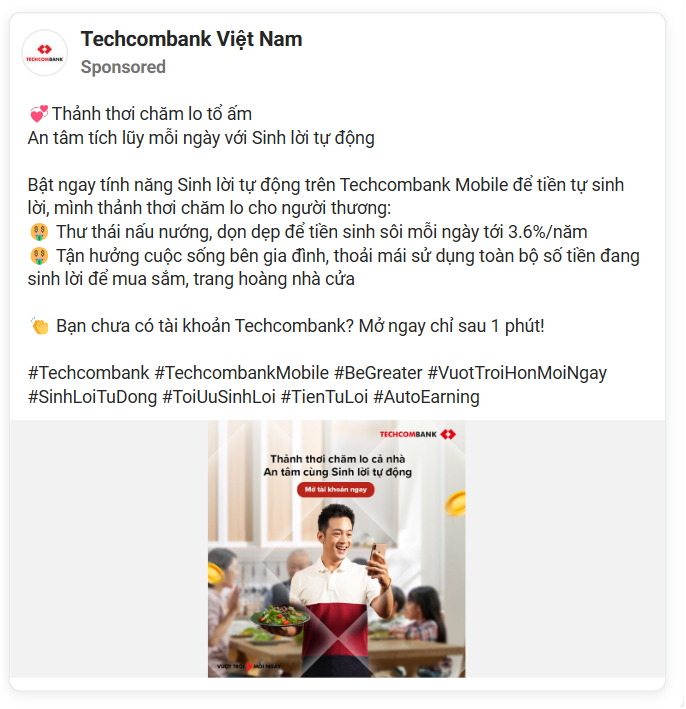 Techcombank Việt Nam
Sponsored
TECHCOMBANK
💞 Thảnh thơi chăm lo tổ ấm
An tâm tích lũy mỗi ngày với Sinh lời tự động
Bật ngay tính năng Sinh lời tự động trên Techcombank Mobile để tiền tự sinh
lời, mình thảnh thơi chăm lo cho người thương:
🤑 Thư thái nấu nướng, dọn dẹp để tiền sinh sôi mỗi ngày tới 3.6%/năm
🤑 Tận hưởng cuộc sống bên gia đình, thoải mái sử dụng toàn bộ số tiền đang
sinh lời để mua sắm, trang hoàng nhà cửa
👏 Bạn chưa có tài khoản Techcombank? Mở ngay chỉ sau 1 phút!
#Techcombank #TechcombankMobile #BeGreater #VuotTroiHonMoiNgay
#SinhLoiTuDong #ToiUuSinhLoi #TienTuLoi #AutoEarning
TECHCOMBANK
Thảnh thơi chăm lo cả nhà
An tâm cùng Sinh lời tự động
Mở tài khoản ngay
VƯỢT TRỘI MỖI NGÀY